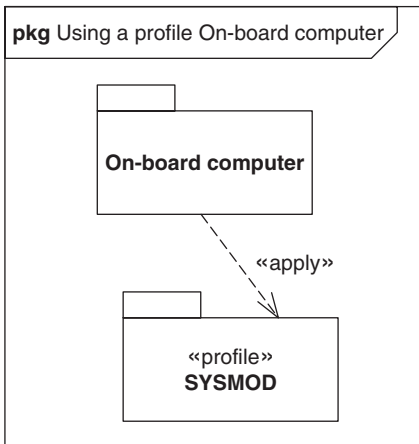 pkg Using a profile On-board computer
On-board computer
«apply»
«profile»
SYSMOD